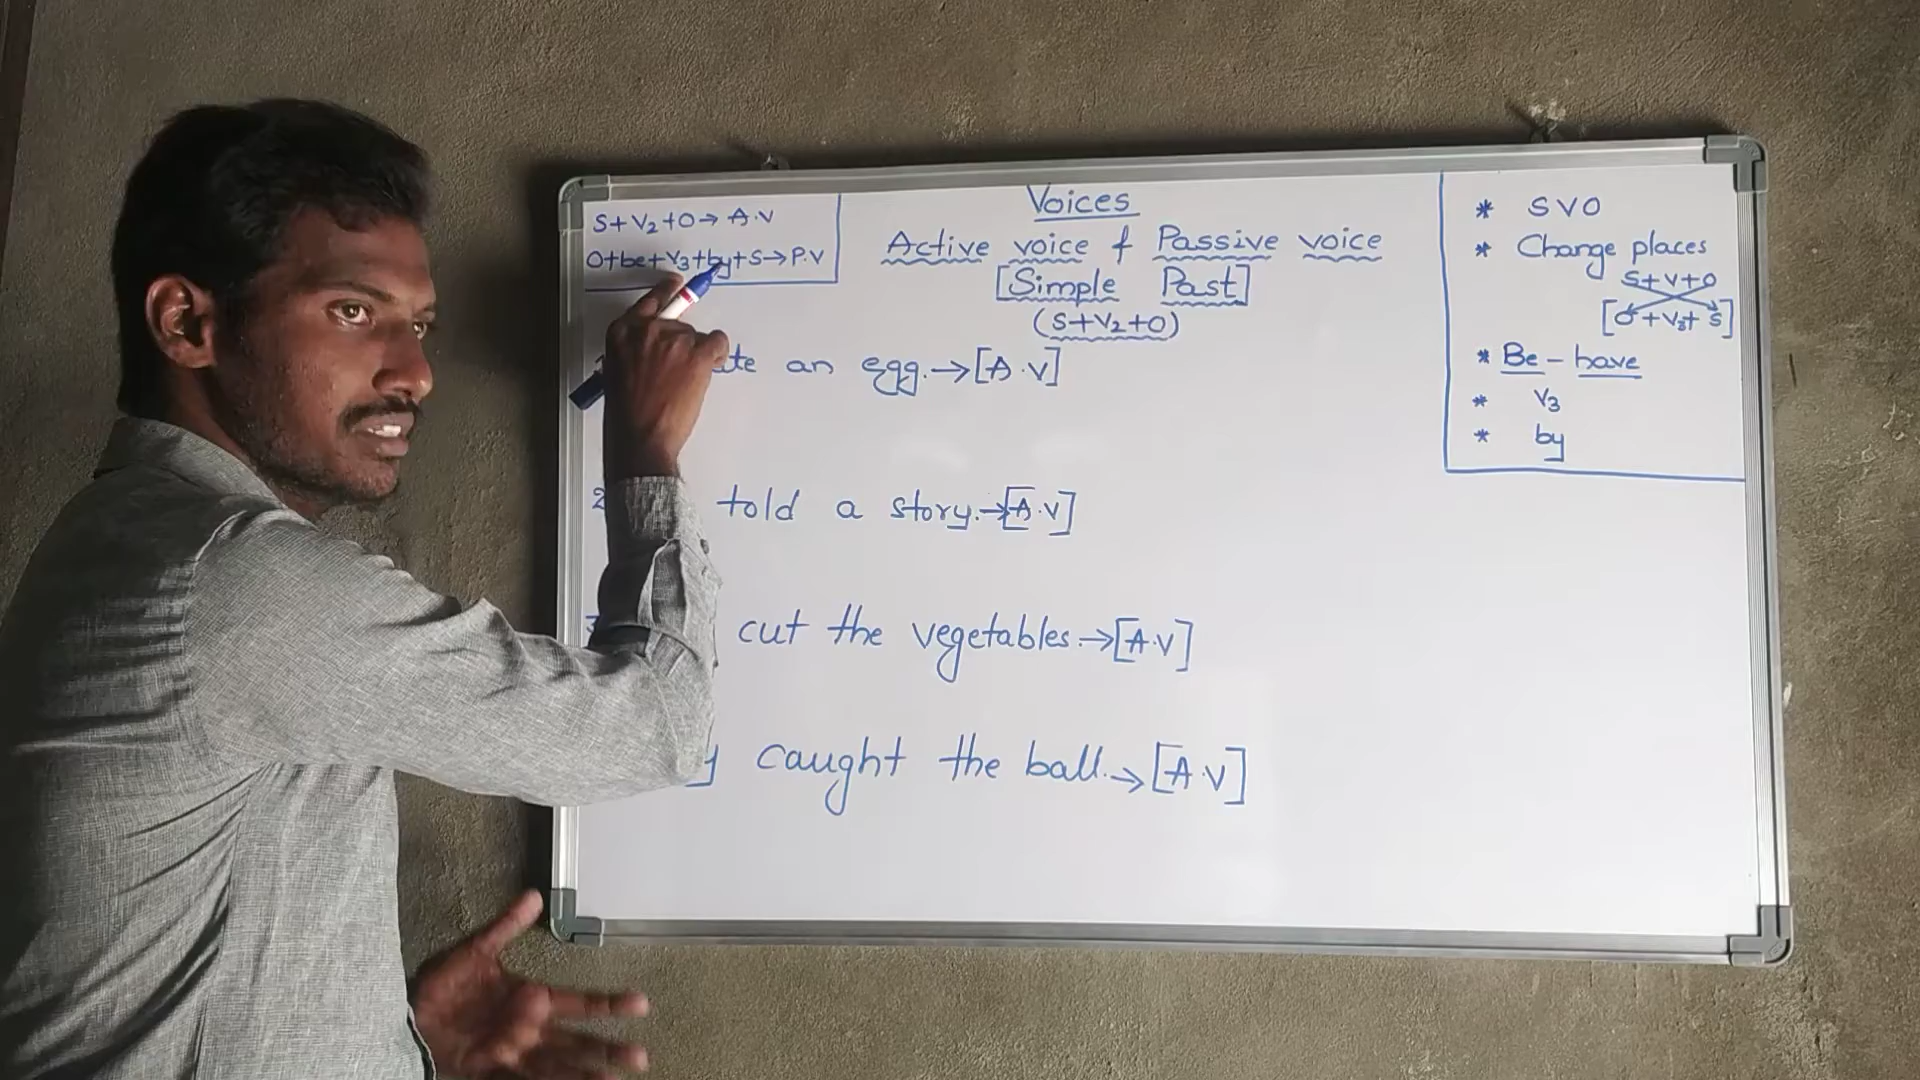 S+V2+O→ A.V
O+be+V3+by+S→P.V
Voices
Active voice & Passive voice
[Simple Past]
(S+V2+O)
an egg.→[A.V]
told a story.→[A.V]
cut the vegetables.→[A.V]
caught the ball.→[A.V]
* SVO
* Change places
S+V+O
[O+V3+S]
* Be - have
* V3
* by